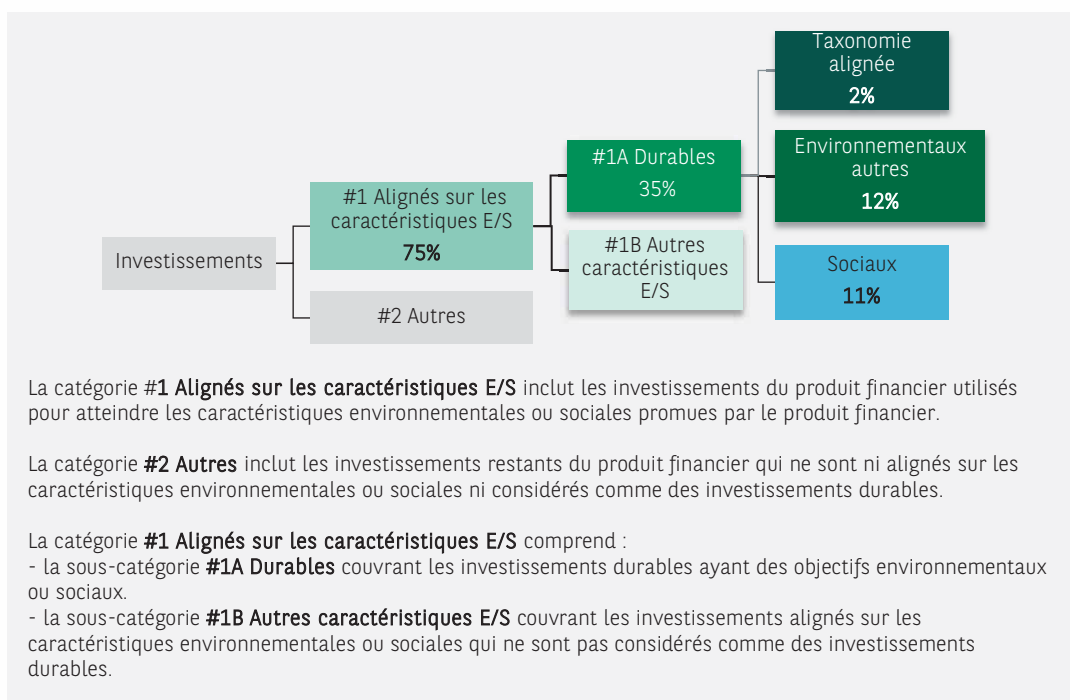 Investissements
#1 Alignés sur les
caractéristiques E/S
75%
#2 Autres
#1A Durables
35%
#1B Autres
caractéristiques
E/S
Taxonomie
alignée
2%
Environnementaux
autres
12%
Sociaux
11%
La catégorie #1 Alignés sur les caractéristiques E/S inclut les investissements du produit financier utilisés
pour atteindre les caractéristiques environnementales ou sociales promues par le produit financier.
La catégorie #2 Autres inclut les investissements restants du produit financier qui ne sont ni alignés sur les
caractéristiques environnementales ou sociales ni considérés comme des investissements durables.
La catégorie #1 Alignés sur les caractéristiques E/S comprend :
- la sous-catégorie #1A Durables couvrant les investissements durables ayant des objectifs environnementaux
ou sociaux.
- la sous-catégorie #1B Autres caractéristiques E/S couvrant les investissements alignés sur les
caractéristiques environnementales ou sociales qui ne sont pas considérés comme des investissements
durables.